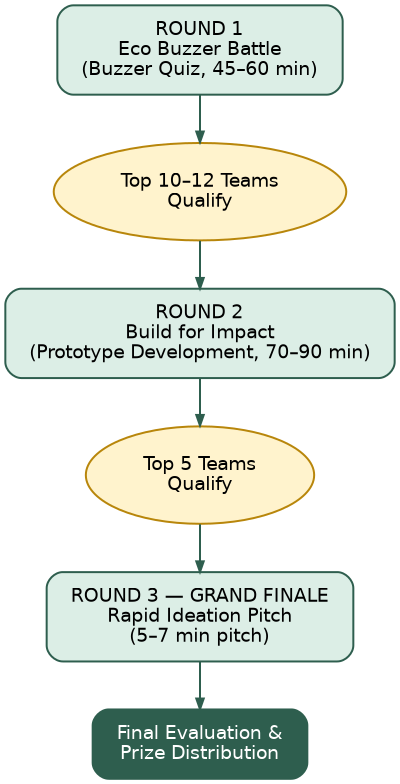 ROUND 1
Eco Buzzer Battle
(Buzzer Quiz, 45–60 min)
Top 10–12 Teams
Qualify
ROUND 2
Build for Impact
(Prototype Development, 70–90 min)
Top 5 Teams
Qualify
ROUND 3 — GRAND FINALE
Rapid Ideation Pitch
(5–7 min pitch)
Final Evaluation &
Prize Distribution